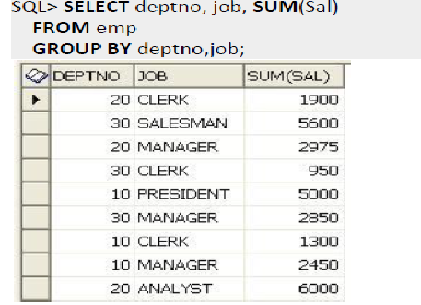 SQL> SELECT deptno, job, SUM(Sal)
FROM emp
GROUP BY deptno,job;
DEPTNO JOB SUM(SAL)
20 CLERK 1900
30 SALESMAN 5600
20 MANAGER 2975
30 CLERK 950
10 PRESIDENT 5000
30 MANAGER 2850
10 CLERK 1300
10 MANAGER 2450
20 ANALYST 6000